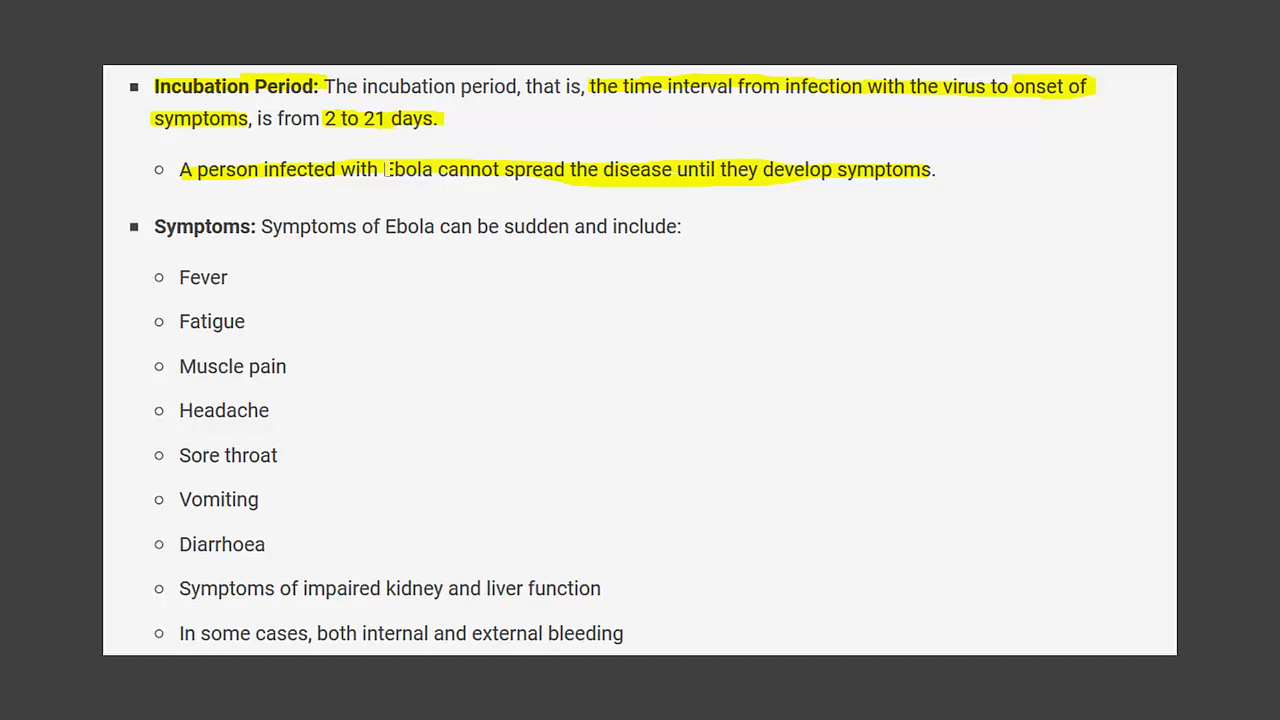 Incubation Period: The incubation period, that is, the time interval from infection with the virus to onset of
symptoms, is from 2 to 21 days.
A person infected with Ebola cannot spread the disease until they develop symptoms.
Symptoms: Symptoms of Ebola can be sudden and include:
Fever
Fatigue
Muscle pain
Headache
Sore throat
Vomiting
Diarrhoea
Symptoms of impaired kidney and liver function
In some cases, both internal and external bleeding